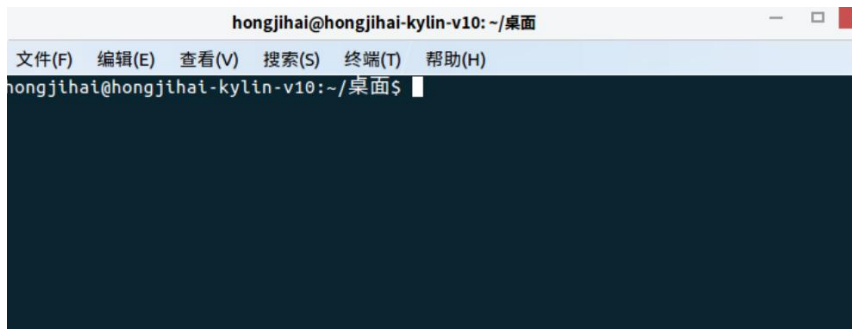 hongjihai@hongjihai-kylin-v10: ~/桌面
文件(F) 编辑(E) 查看(V) 搜索(S) 终端(T) 帮助(H)
hongjihai@hongjihai-kylin-v10:~/桌面$